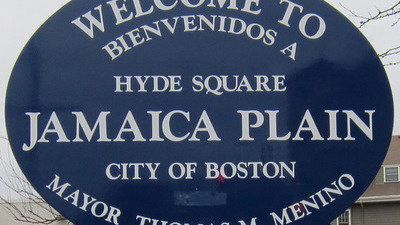 WELCOME TO
BIENVENIDOS A
HYDE SQUARE
JAMAICA PLAIN
CITY OF BOSTON
MAYOR THOMAS M. MENINO